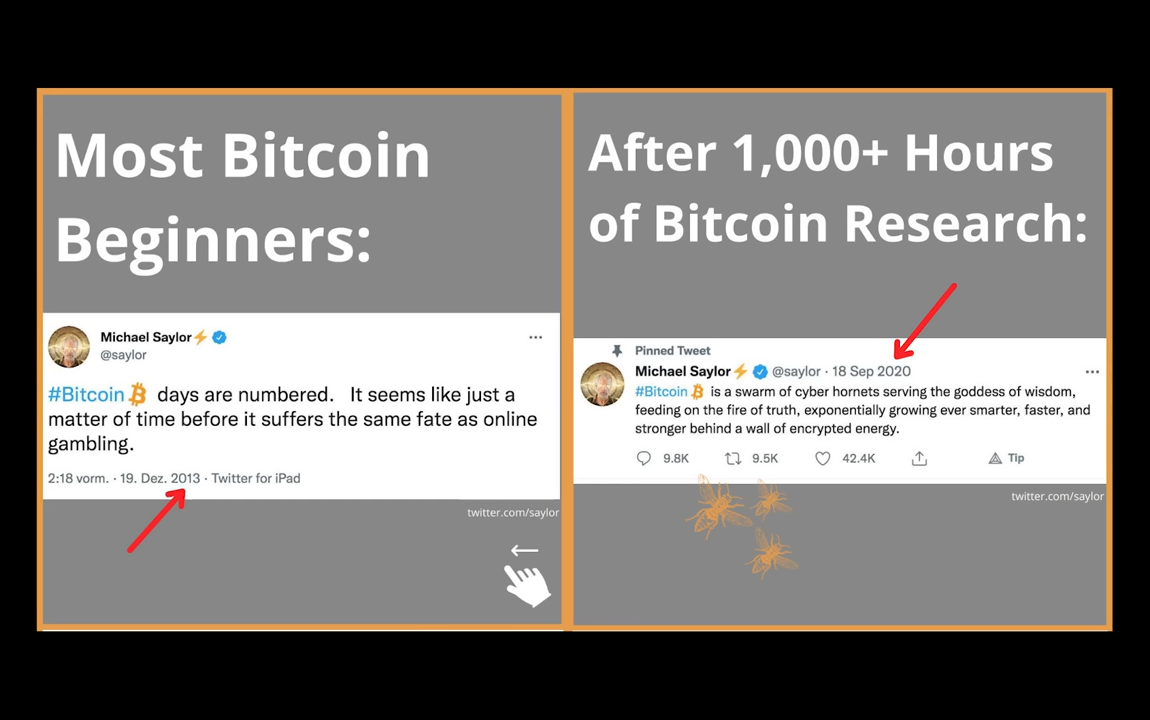 Most Bitcoin
Beginners:
Michael Saylor⚡
@saylor
#Bitcoin days are numbered. It seems like just a
matter of time before it suffers the same fate as online
gambling.
2:18 vorm. · 19. Dez. 2013 · Twitter for iPad
twitter.com/saylor
After 1,000+ Hours
of Bitcoin Research:
Pinned Tweet
Michael Saylor⚡ @saylor · 18 Sep 2020
#Bitcoin is a swarm of cyber hornets serving the goddess of wisdom,
feeding on the fire of truth, exponentially growing ever smarter, faster, and
stronger behind a wall of encrypted energy.
9.8K 9.5K 42.4K Tip
twitter.com/saylor